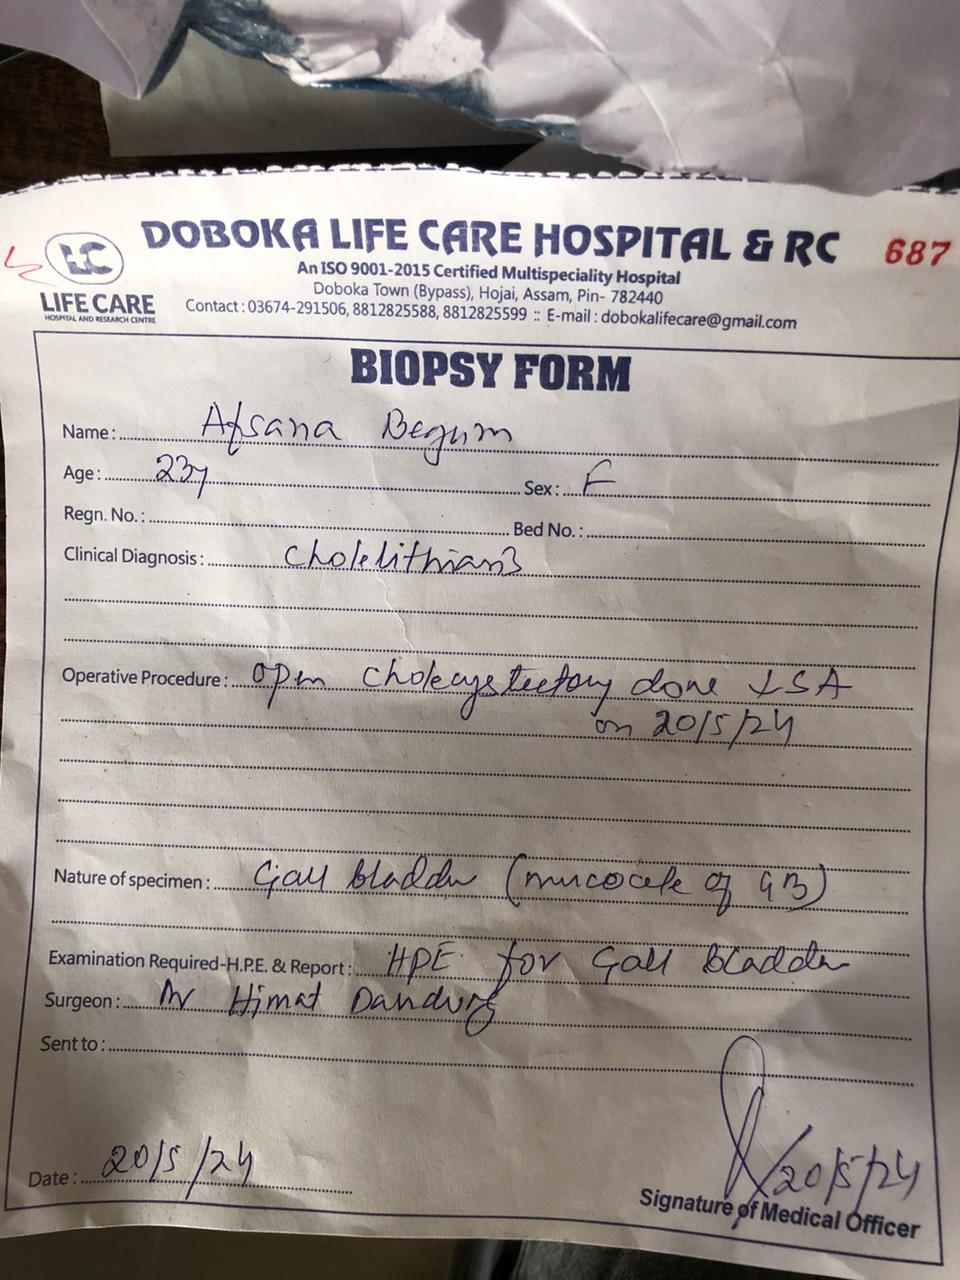 DOBOKA LIFE CARE HOSPITAL & RC 687
LC
LIFE CARE
HOSPITAL AND RESEARCH CENTRE
An ISO 9001-2015 Certified Multispeciality Hospital
Doboka Town (Bypass), Hojai, Assam, Pin- 782440
Contact : 03674-291506, 8812825588, 8812825599 :: E-mail : dobokalifecare@gmail.com
BIOPSY FORM
Name: Afsana Begum
Age: 23y Sex: F
Regn. No.: Bed No.:
Clinical Diagnosis: Cholelithiasis
Operative Procedure: Open Cholecystectomy done ↓SA
on 20/5/24
Nature of specimen: Gall bladder (mucocele of GB)
Examination Required-H.P.E. & Report: HPE for Gall bladder
Surgeon: Dr Himat
Sent to:
Date: 20/5/24
20/5/24
Signature of Medical Officer